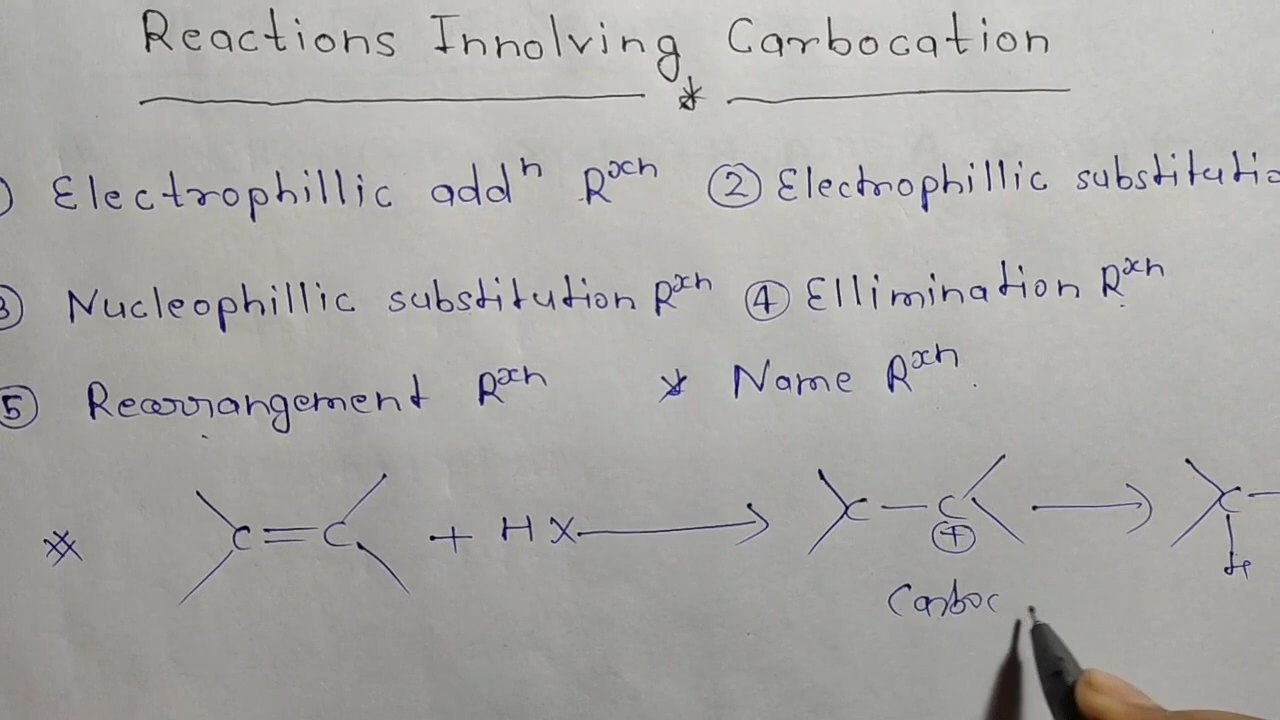 Reactions Innolving Carbocation
*
) Electrophillic addⁿ Rˣⁿ ② Electrophillic substitutio
3) Nucleophillic substitution Rˣⁿ ④ Ellimination Rˣⁿ
⑤ Rearrangement Rˣⁿ * Name Rˣⁿ.
C=C + HX → C-C⊕ → C-
H
Carboc